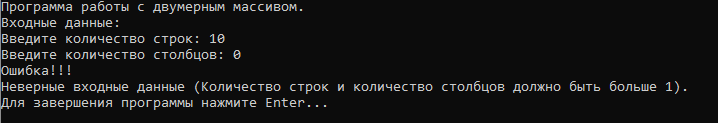 Программа работы с двумерным массивом.
Входные данные:
Введите количество строк: 10
Введите количество столбцов: 0
Ошибка!!!
Неверные входные данные (Количество строк и количество столбцов должно быть больше 1).
Для завершения программы нажмите Enter...